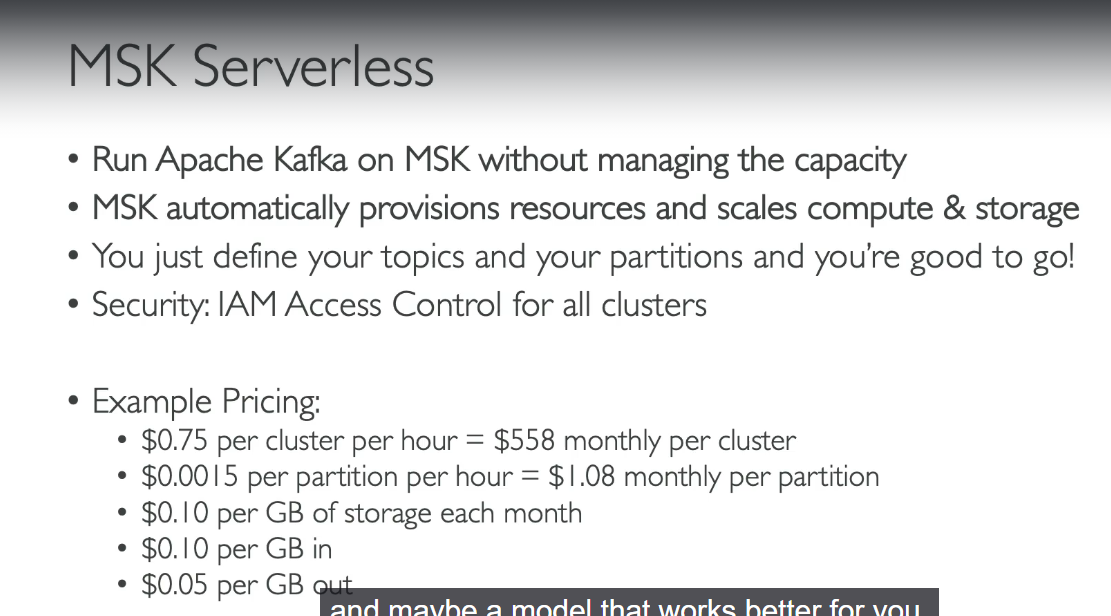 MSK Serverless
• Run Apache Kafka on MSK without managing the capacity
• MSK automatically provisions resources and scales compute & storage
• You just define your topics and your partitions and you're good to go!
• Security: IAM Access Control for all clusters
• Example Pricing:
• $0.75 per cluster per hour = $558 monthly per cluster
• $0.0015 per partition per hour = $1.08 monthly per partition
• $0.10 per GB of storage each month
• $0.10 per GB in
• $0.05 per GB out
and maybe a model that works better for you